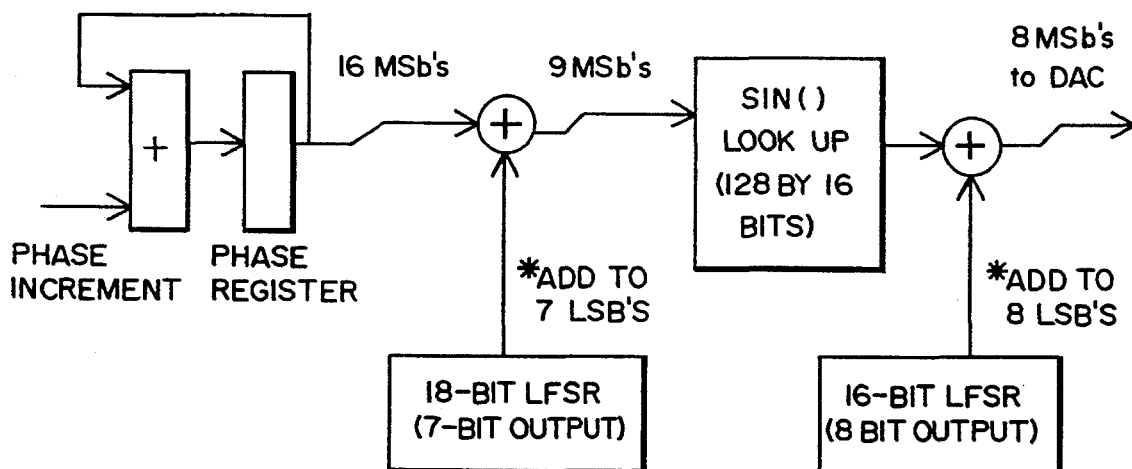 16 MSb's
9 MSb's
8 MSb's
to DAC
+
+
SIN()
LOOK UP
(128 BY 16
BITS)
+
PHASE
INCREMENT
PHASE
REGISTER
*ADD TO
7 LSB'S
*ADD TO
8 LSB'S
18-BIT LFSR
(7-BIT OUTPUT)
16-BIT LFSR
(8 BIT OUTPUT)